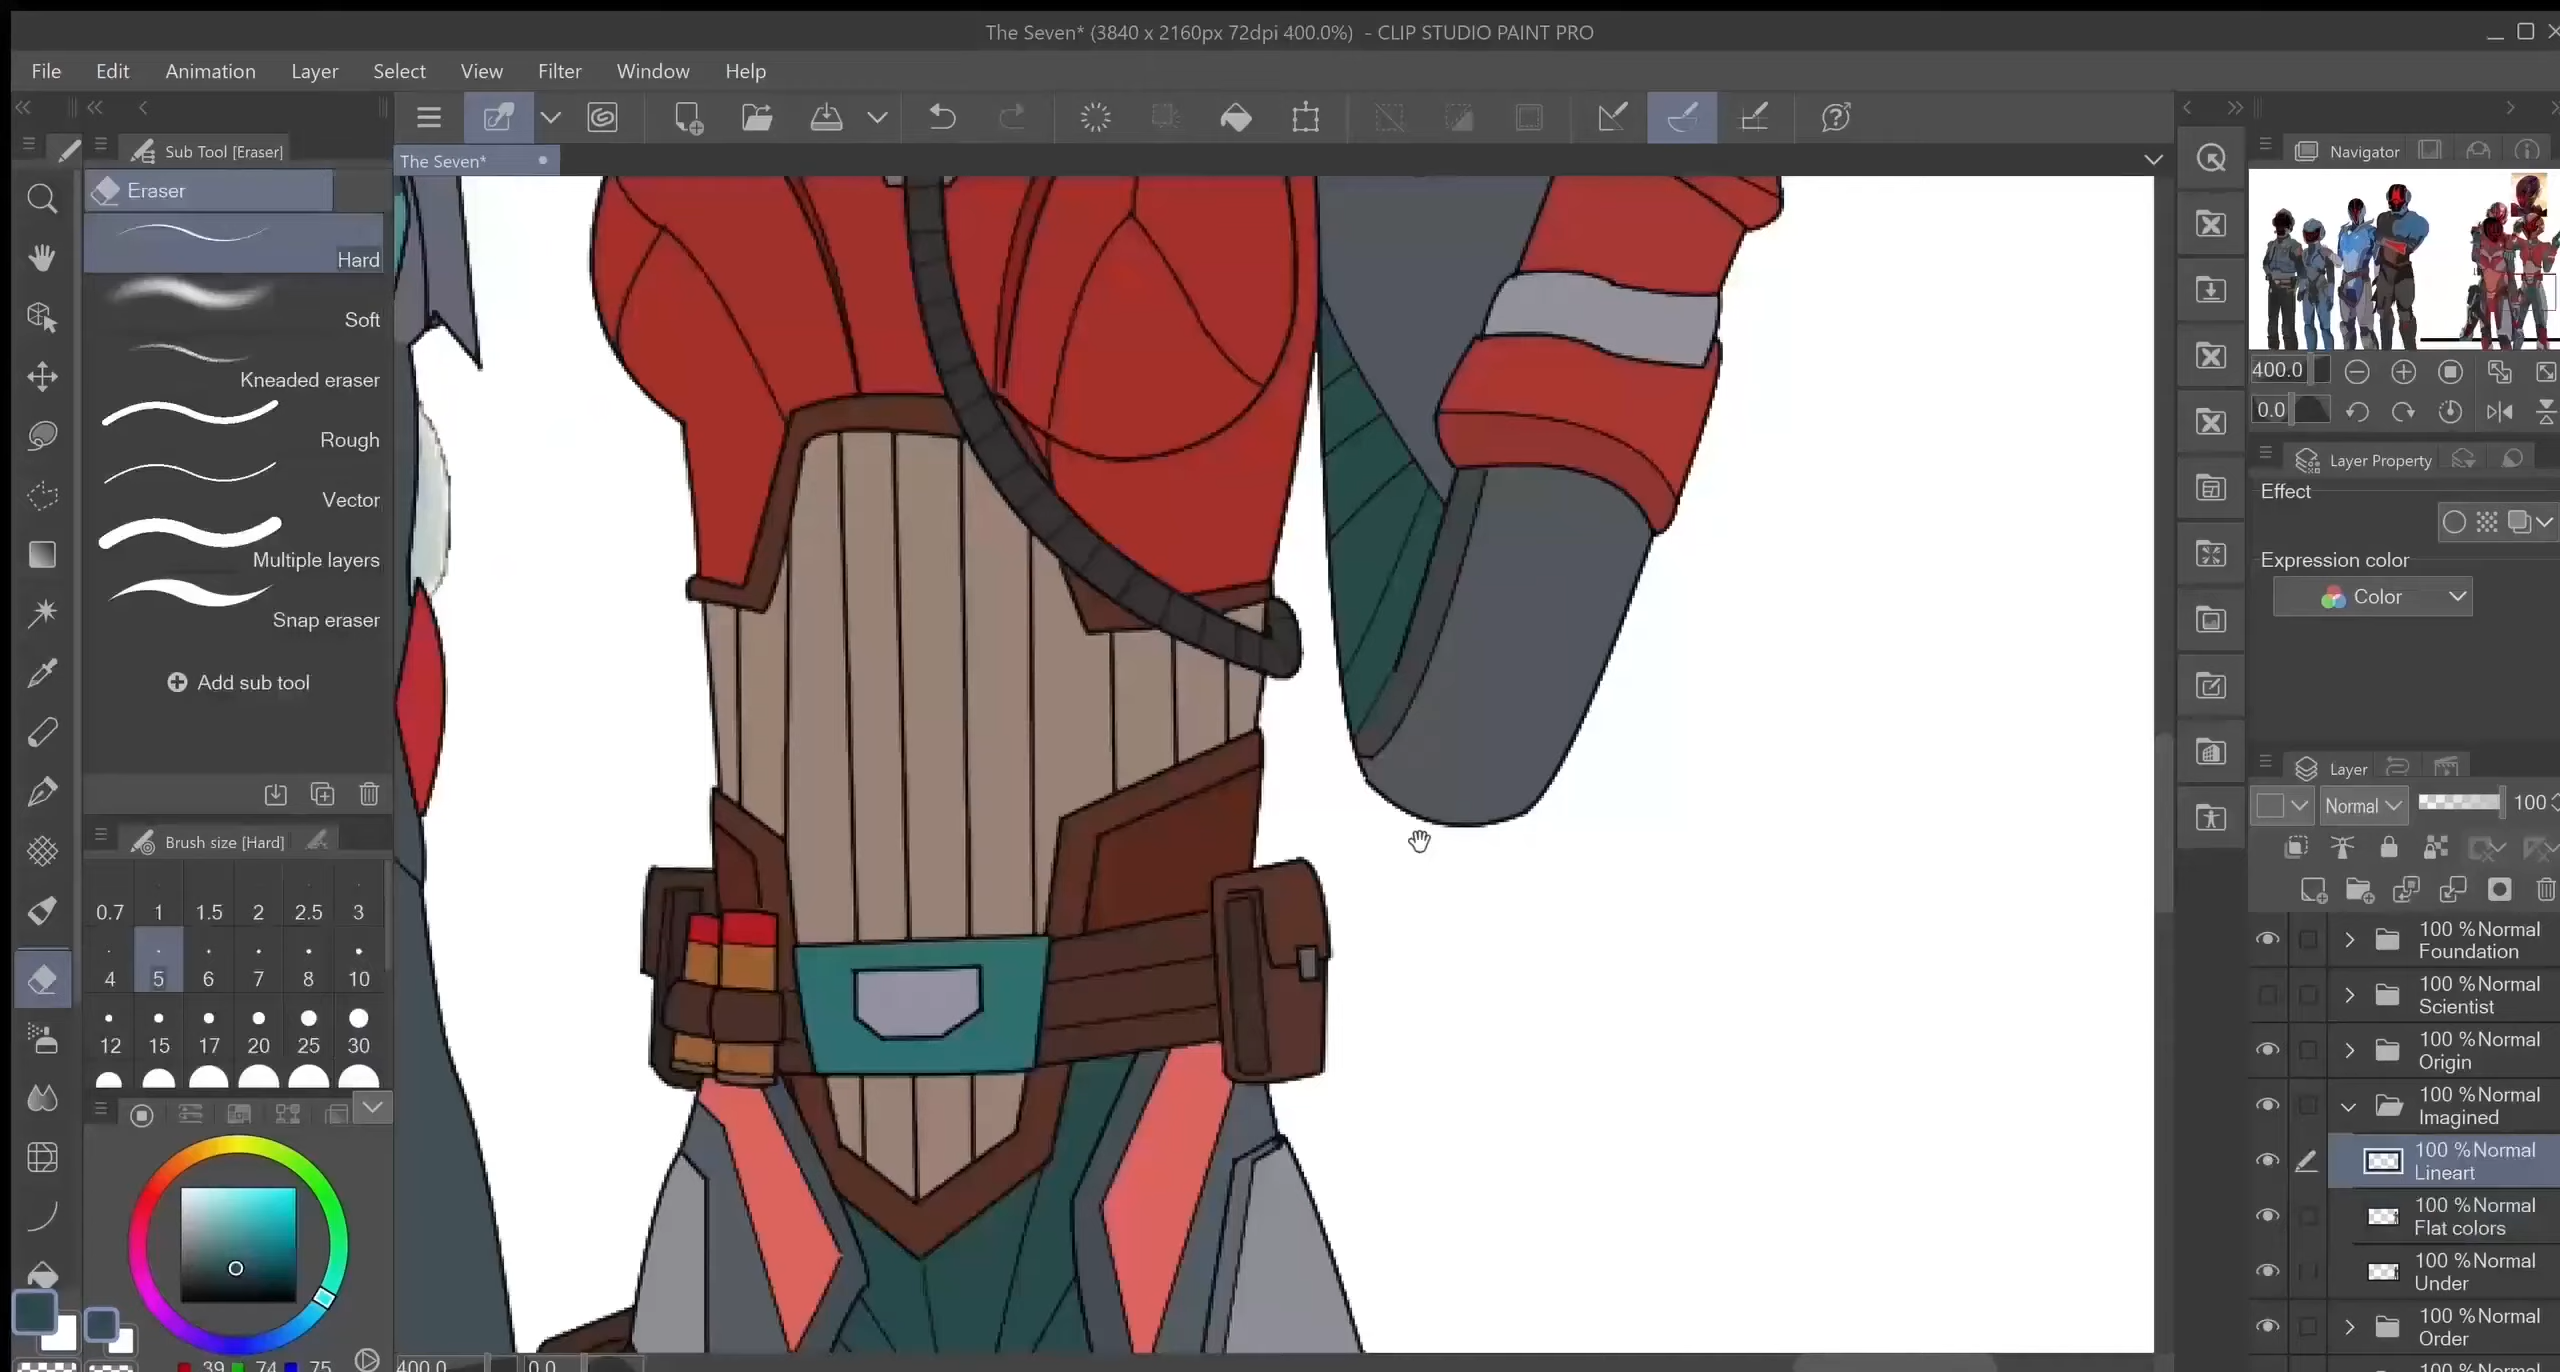 The Seven* (3840 x 2160px 72dpi 400.0%) - CLIP STUDIO PAINT PRO
File Edit Animation Layer Select View Filter Window Help
Sub Tool [Eraser]
The Seven*
Navigator
Eraser
Hard
Soft
Kneaded eraser
Rough
Vector
Multiple layers
Snap eraser
Add sub tool
Brush size [Hard]
0.7 1 1.5 2 2.5 3
4 5 6 7 8 10
12 15 17 20 25 30
39 74 75
400.0 0.0
400.0
0.0
Layer Property
Effect
Expression color
Color
Layer
Normal 100
100 %Normal
Foundation
100 %Normal
Scientist
100 %Normal
Origin
100 %Normal
Imagined
100 %Normal
Lineart
100 %Normal
Flat colors
100 %Normal
Under
100 %Normal
Order